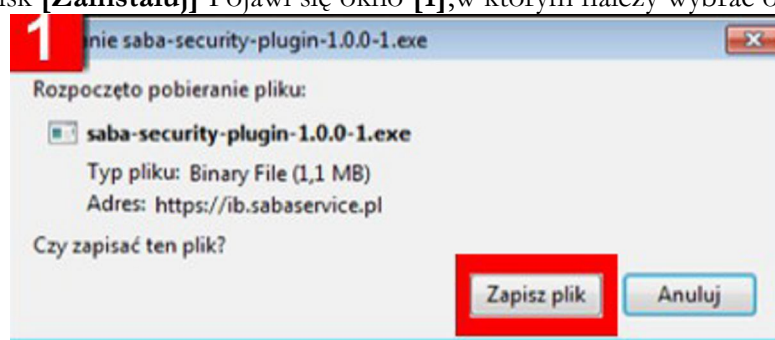 [Zainstaluj] Pojawi się okno [1],w którym należy wybrać
1
nie saba-security-plugin-1.0.0-1.exe
Rozpoczęto pobieranie pliku:
saba-security-plugin-1.0.0-1.exe
Typ pliku: Binary File (1,1 MB)
Adres: https://ib.sabaservice.pl
Czy zapisać ten plik?
Zapisz plik
Anuluj